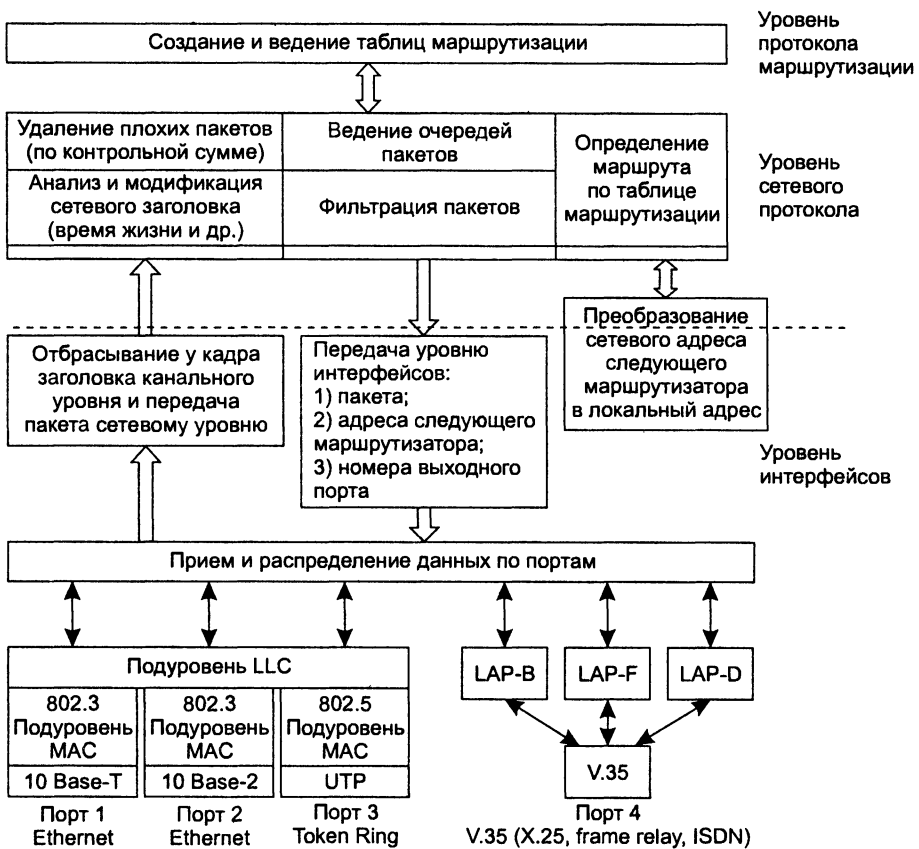 Создание и ведение таблиц маршрутизации
Уровень
протокола
маршрутизации
Удаление плохих пакетов
(по контрольной сумме)
Ведение очередей
пакетов
Определение
маршрута
по таблице
маршрутизации
Анализ и модификация
сетевого заголовка
(время жизни и др.)
Фильтрация пакетов
Уровень
сетевого
протокола
Отбрасывание у кадра
заголовка канального
уровня и передача
пакета сетевому уровню
Передача уровню
интерфейсов:
1) пакета;
2) адреса следующего
маршрутизатора;
3) номера выходного
порта
Преобразование
сетевого адреса
следующего
маршрутизатора
в локальный адрес
Уровень
интерфейсов
Прием и распределение данных по портам
Подуровень LLC
802.3
Подуровень
MAC
10 Base-T
802.3
Подуровень
MAC
10 Base-2
802.5
Подуровень
MAC
UTP
LAP-B
LAP-F
LAP-D
V.35
Порт 1
Ethernet
Порт 2
Ethernet
Порт 3
Token Ring
Порт 4
V.35 (X.25, frame relay, ISDN)